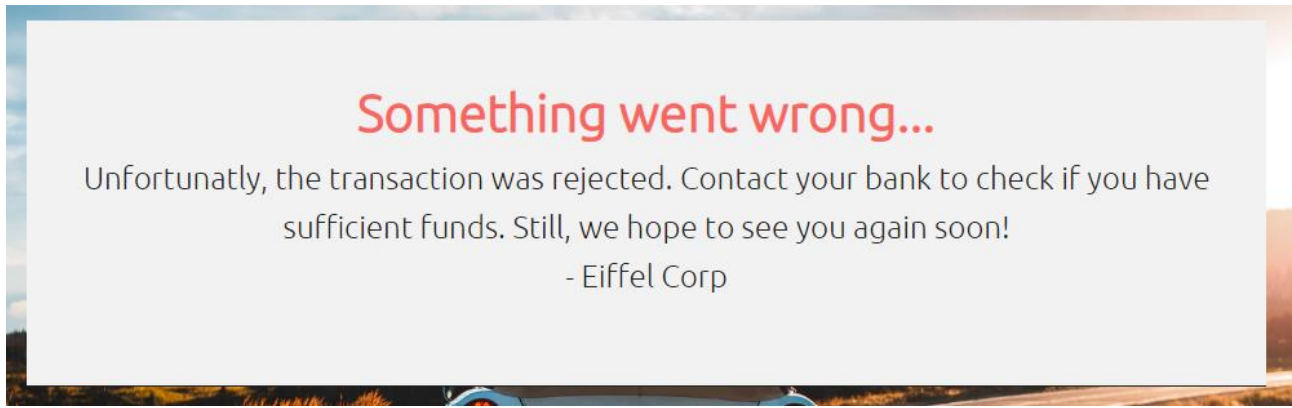 Something went wrong...
Unfortunatly, the transaction was rejected. Contact your bank to check if you have
sufficient funds. Still, we hope to see you again soon!
- Eiffel Corp